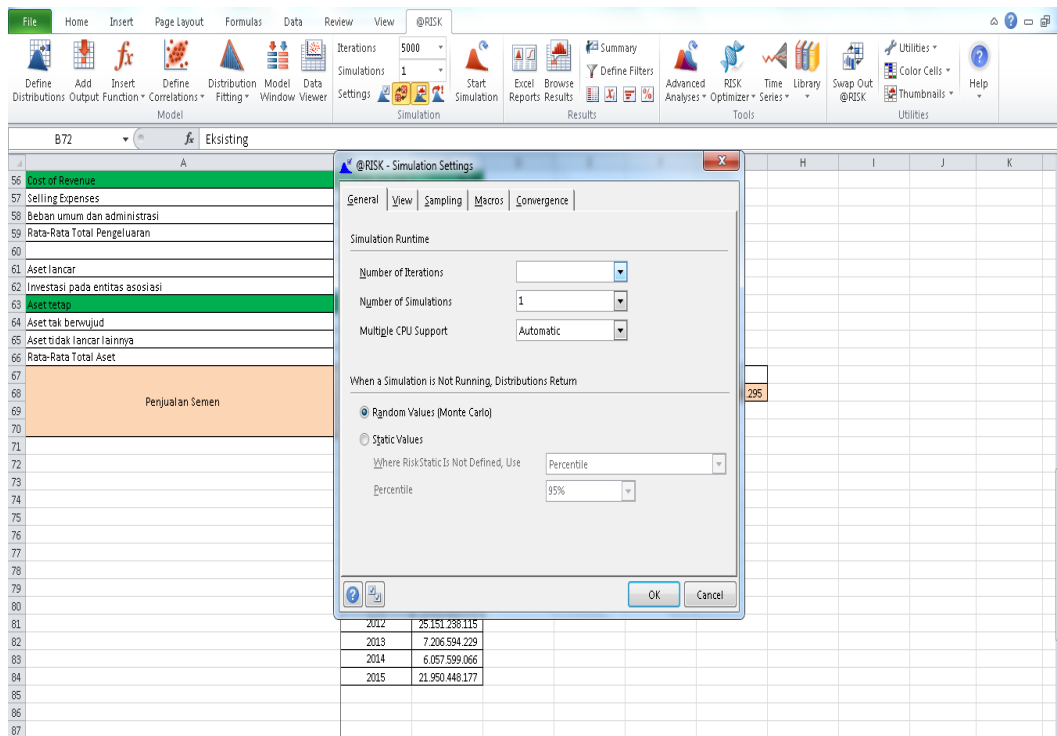 File Home Insert Page Layout Formulas Data Review View @RISK
Iterations 5000
Simulations 1
Settings
Define Distributions
Add Output
Insert Function
Define Correlations
Distribution Fitting
Model Window
Data Viewer
Start Simulation
Excel Reports
Browse Results
Summary
Define Filters
Advanced Analyses
RISK Optimizer
Time Series
Library
Swap Out @RISK
Utilities
Color Cells
Thumbnails
Help
Model Simulation Results Tools Utilities
B72 fx Eksisting
A H I J K
56 Cost of Revenue
57 Selling Expenses
58 Beban umum dan administrasi
59 Rata-Rata Total Pengeluaran
60
61 Aset lancar
62 Investasi pada entitas asosiasi
63 Aset tetap
64 Aset tak berwujud
65 Aset tidak lancar lainnya
66 Rata-Rata Total Aset
67
68 .295
Penjualan Semen
69
70
71
72
73
74
75
76
77
78
79
80
81 2012 25.151.238.115
82 2013 7.206.594.229
83 2014 6.057.599.066
84 2015 21.950.448.177
85
86
87
@RISK - Simulation Settings
General View Sampling Macros Convergence
Simulation Runtime
Number of Iterations
Number of Simulations 1
Multiple CPU Support Automatic
When a Simulation is Not Running, Distributions Return
Random Values (Monte Carlo)
Static Values
Where RiskStatic Is Not Defined, Use Percentile
Percentile 95%
OK Cancel